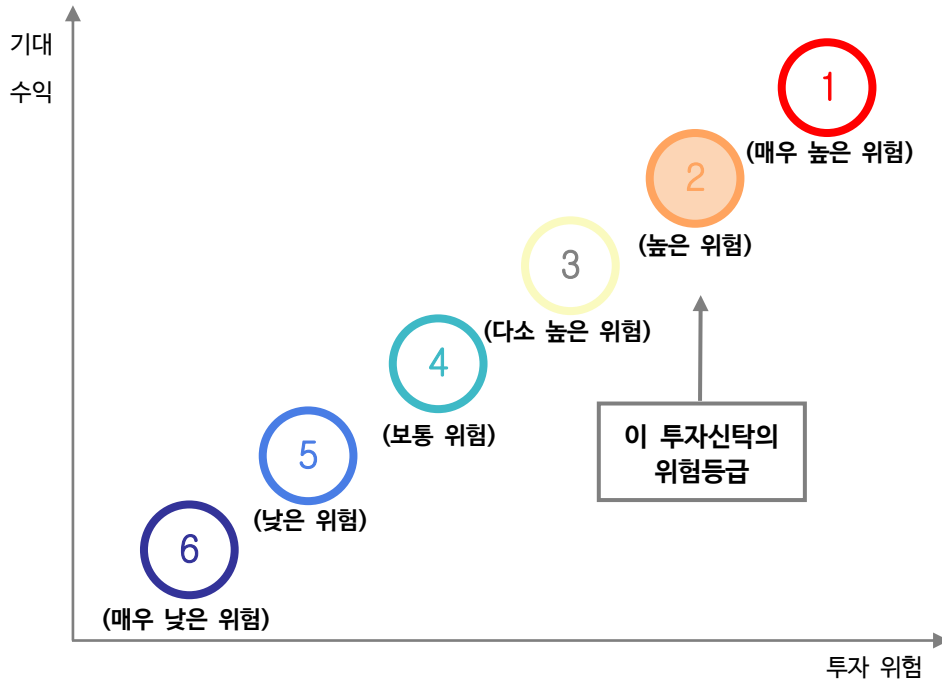 기대
수익
1
(매우 높은 위험)
2
(높은 위험)
3
(다소 높은 위험)
4
(보통 위험)
이 투자신탁의
위험등급
5
(낮은 위험)
6
(매우 낮은 위험)
투자 위험